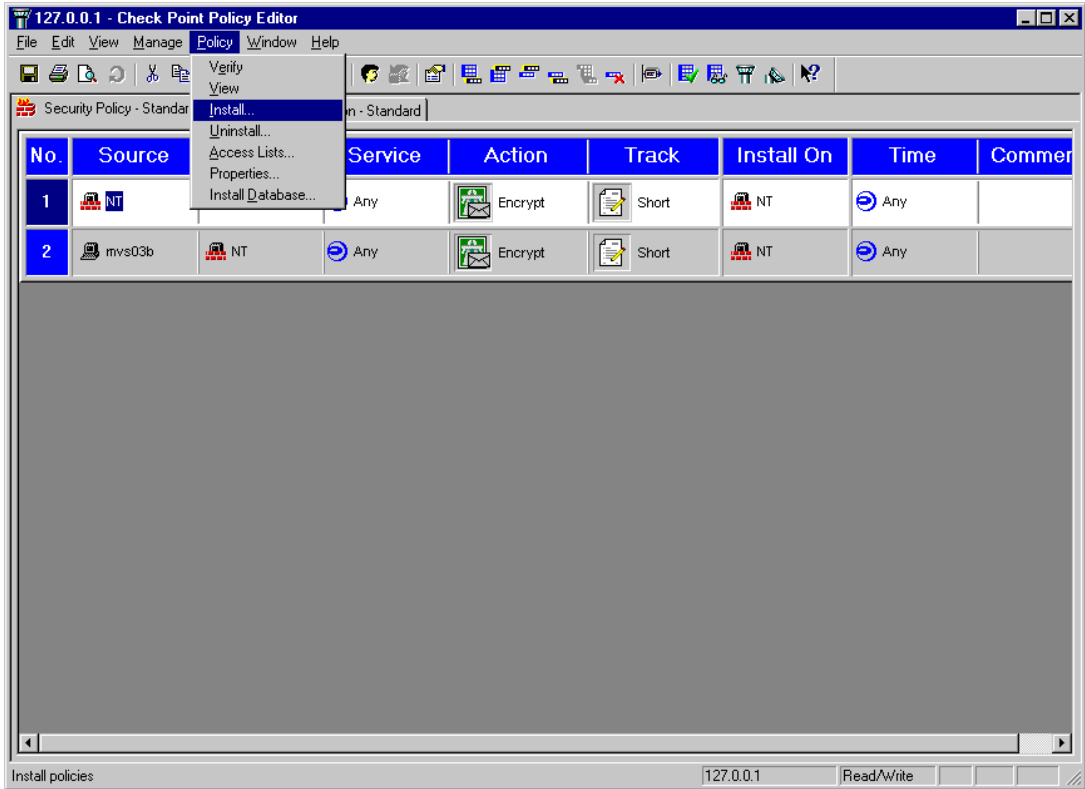 127.0.0.1 - Check Point Policy Editor
File Edit View Manage Policy Window Help
Verify
View
Install...
Uninstall...
Access Lists...
Properties...
Install Database...
Security Policy - Standar
n - Standard
No. Source Service Action Track Install On Time Commer
1 NT Any Encrypt Short NT Any
2 mvs03b NT Any Encrypt Short NT Any
Install policies 127.0.0.1 Read/Write